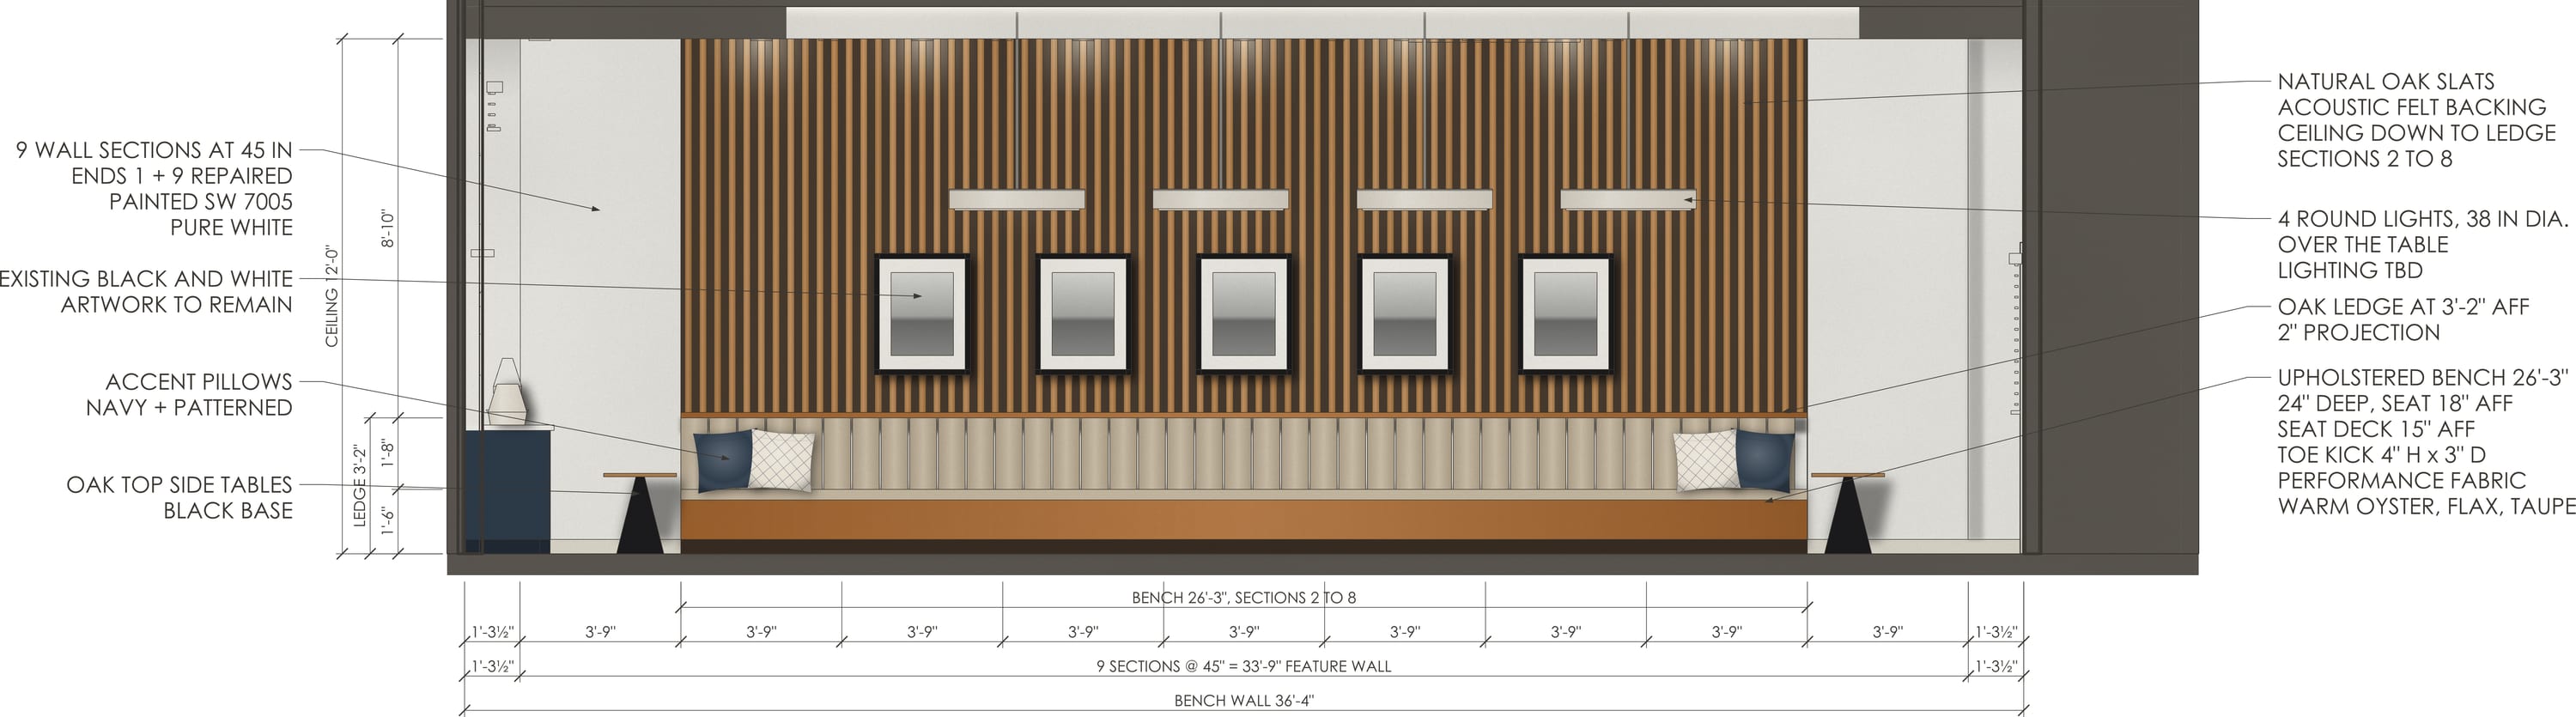 9 WALL SECTIONS AT 45 IN
ENDS 1 + 9 REPAIRED
PAINTED SW 7005
PURE WHITE
EXISTING BLACK AND WHITE
ARTWORK TO REMAIN
ACCENT PILLOWS
NAVY + PATTERNED
OAK TOP SIDE TABLES
BLACK BASE
CEILING 12'-0"
8'-10"
LEDGE 3'-2"
1'-8"
1'-6"
NATURAL OAK SLATS
ACOUSTIC FELT BACKING
CEILING DOWN TO LEDGE
SECTIONS 2 TO 8
4 ROUND LIGHTS, 38 IN DIA.
OVER THE TABLE
LIGHTING TBD
OAK LEDGE AT 3'-2" AFF
2" PROJECTION
UPHOLSTERED BENCH 26'-3"
24" DEEP, SEAT 18" AFF
SEAT DECK 15" AFF
TOE KICK 4" H x 3" D
PERFORMANCE FABRIC
WARM OYSTER, FLAX, TAUPE
BENCH 26'-3", SECTIONS 2 TO 8
1'-3½" 3'-9" 3'-9" 3'-9" 3'-9" 3'-9" 3'-9" 3'-9" 3'-9" 3'-9" 1'-3½"
1'-3½" 9 SECTIONS @ 45" = 33'-9" FEATURE WALL 1'-3½"
BENCH WALL 36'-4"